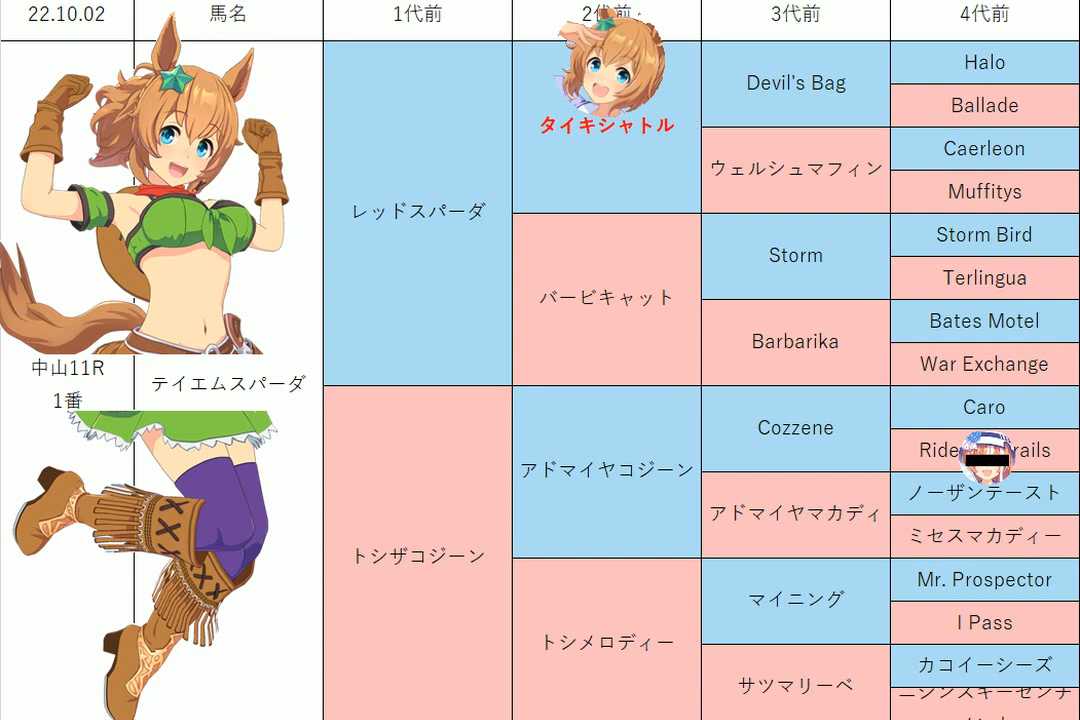 22.10.02 馬名 1代前 2代前 3代前 4代前
中山11R
1番
テイエムスパーダ
レッドスパーダ
トシザコジーン
タイキシャトル
バービキャット
アドマイヤコジーン
トシメロディー
Devil's Bag
ウェルシュマフィン
Storm
Barbarika
Cozzene
アドマイヤマカディ
マイニング
サツマリーベ
Halo
Ballade
Caerleon
Muffitys
Storm Bird
Terlingua
Bates Motel
War Exchange
Caro
Ride
ノーザンテースト
ミセスマカディー
Mr. Prospector
I Pass
カコイーシーズ